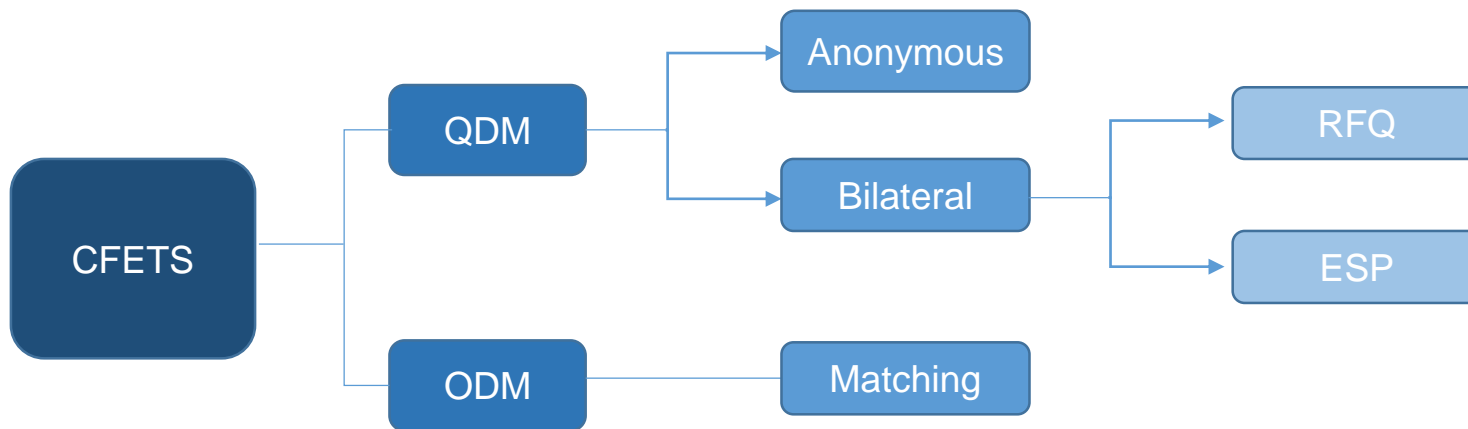 CFETS
QDM
ODM
Anonymous
Bilateral
Matching
RFQ
ESP